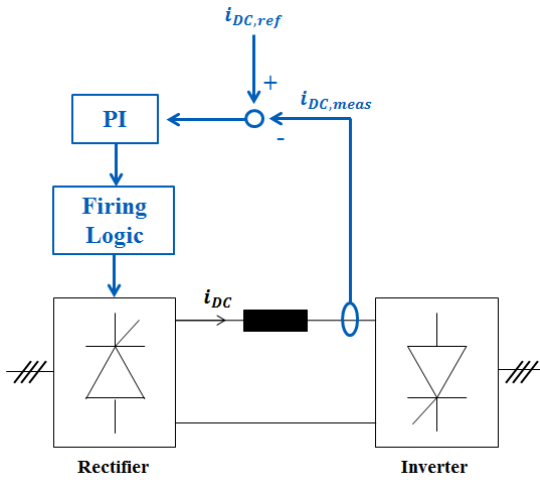 i_{DC,ref}
+
i_{DC,meas}
PI
-
Firing
Logic
i_{DC}
Rectifier
Inverter